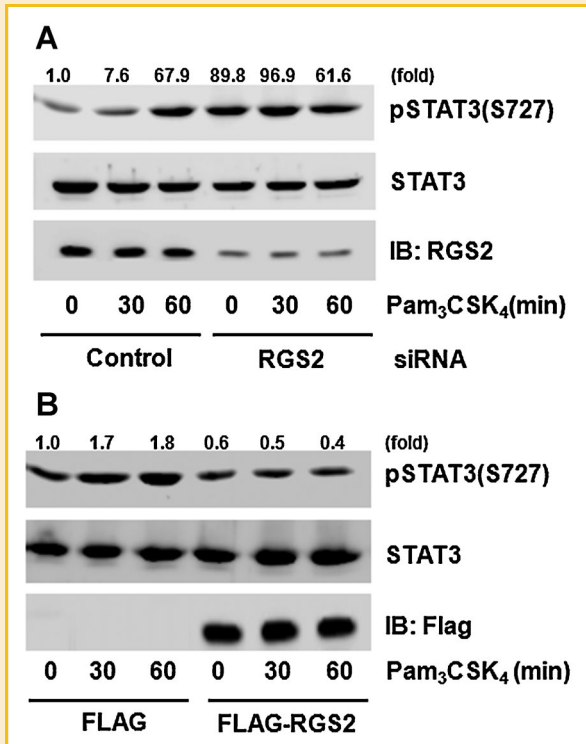 A
1.0 7.6 67.9 89.8 96.9 61.6 (fold)
pSTAT3(S727)
STAT3
IB: RGS2
0 30 60 0 30 60 Pam₃CSK₄(min)
Control RGS2 siRNA
B
1.0 1.7 1.8 0.6 0.5 0.4 (fold)
pSTAT3(S727)
STAT3
IB: Flag
0 30 60 0 30 60 Pam₃CSK₄ (min)
FLAG FLAG-RGS2